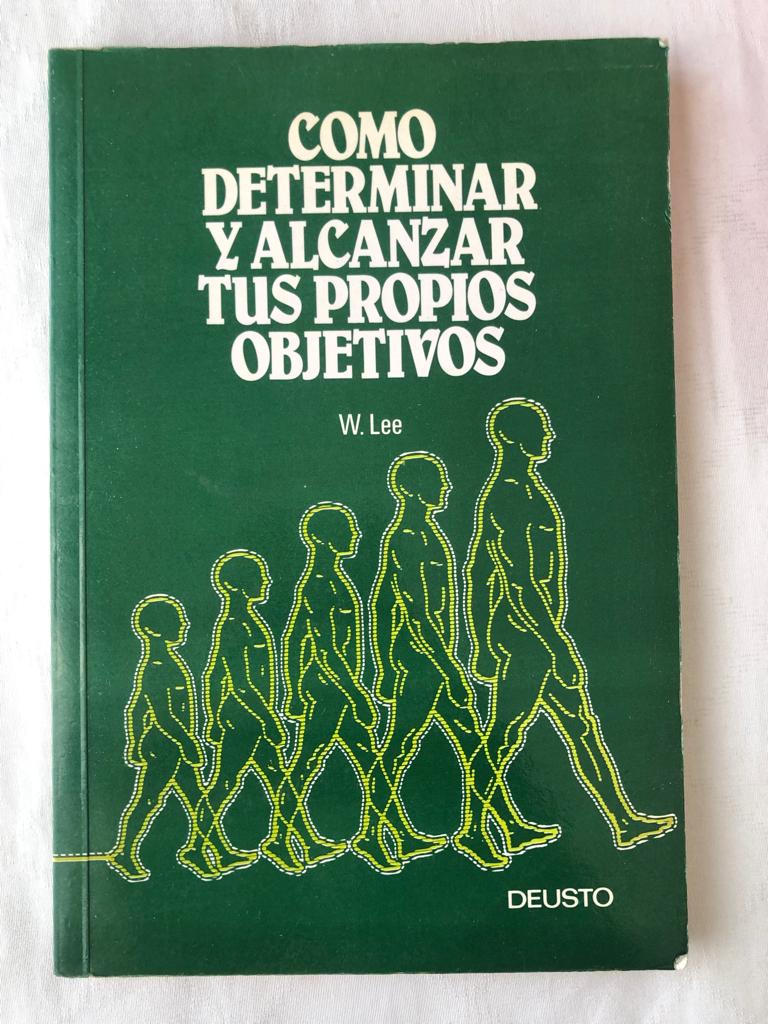 COMO
DETERMINAR
Y ALCANZAR
TUS PROPIOS
OBJETIVOS
W. Lee
DEUSTO